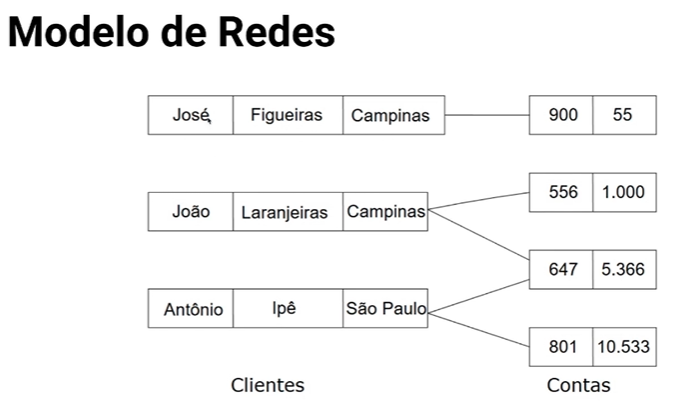 Modelo de Redes
José Figueiras Campinas 900 55
556 1.000
João Laranjeiras Campinas
647 5.366
Antônio Ipê São Paulo
801 10.533
Clientes Contas